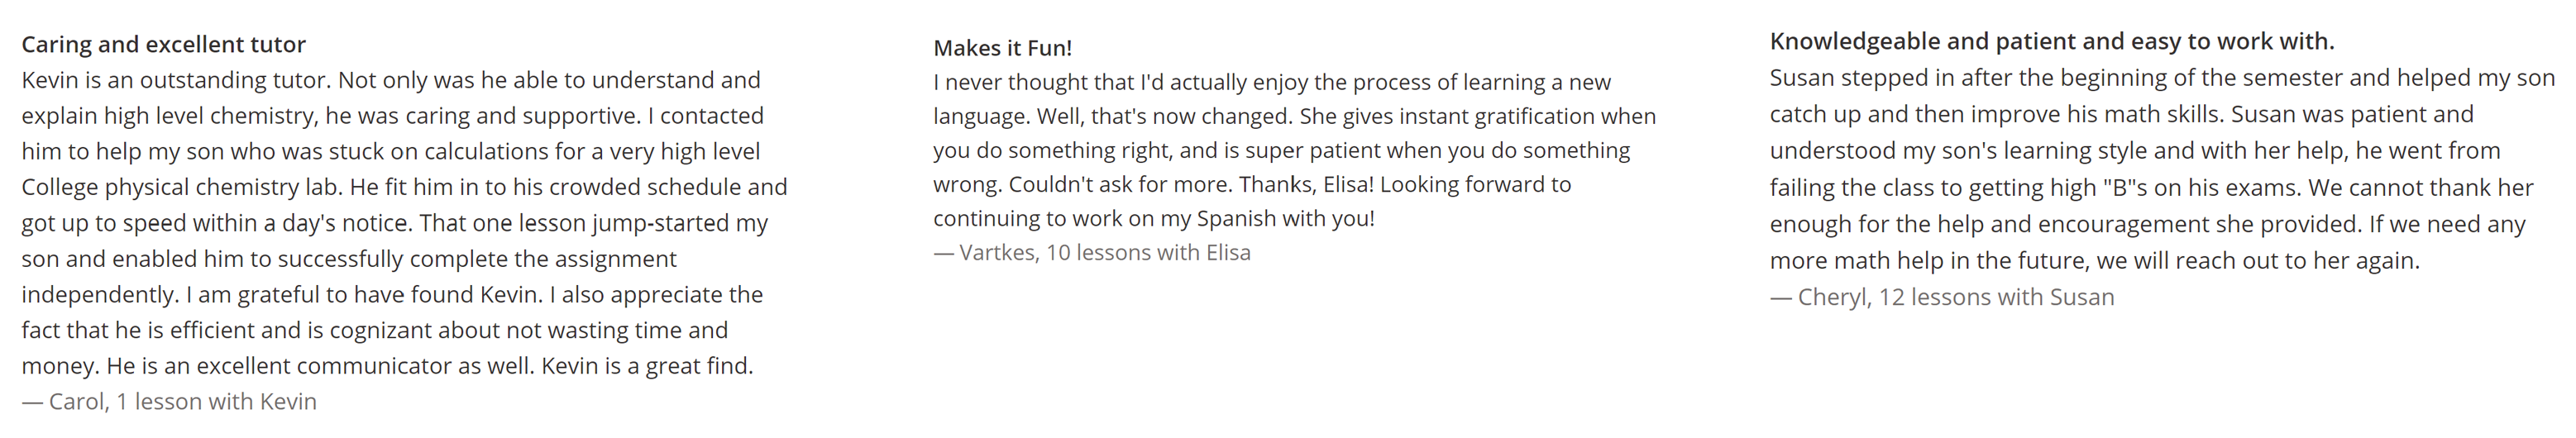 Caring and excellent tutor
Kevin is an outstanding tutor. Not only was he able to understand and
explain high level chemistry, he was caring and supportive. I contacted
him to help my son who was stuck on calculations for a very high level
College physical chemistry lab. He fit him in to his crowded schedule and
got up to speed within a day's notice. That one lesson jump-started my
son and enabled him to successfully complete the assignment
independently. I am grateful to have found Kevin. I also appreciate the
fact that he is efficient and is cognizant about not wasting time and
money. He is an excellent communicator as well. Kevin is a great find.
— Carol, 1 lesson with Kevin
Makes it Fun!
I never thought that I'd actually enjoy the process of learning a new
language. Well, that's now changed. She gives instant gratification when
you do something right, and is super patient when you do something
wrong. Couldn't ask for more. Thanks, Elisa! Looking forward to
continuing to work on my Spanish with you!
— Vartkes, 10 lessons with Elisa
Knowledgeable and patient and easy to work with.
Susan stepped in after the beginning of the semester and helped my son
catch up and then improve his math skills. Susan was patient and
understood my son's learning style and with her help, he went from
failing the class to getting high "B"s on his exams. We cannot thank her
enough for the help and encouragement she provided. If we need any
more math help in the future, we will reach out to her again.
— Cheryl, 12 lessons with Susan